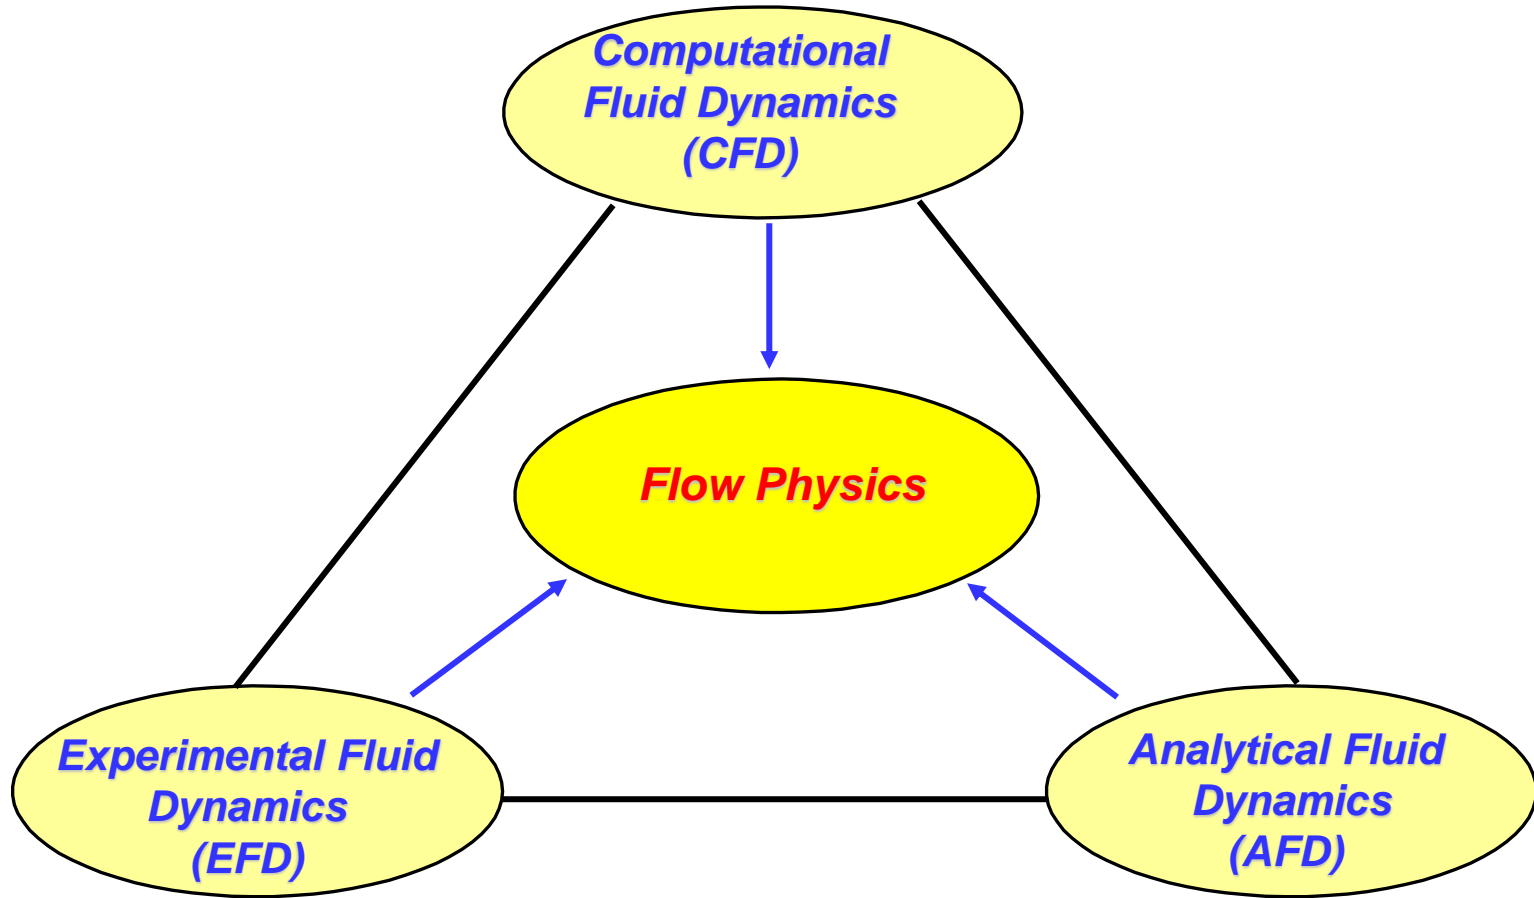 Computational
Fluid Dynamics
(CFD)
Flow Physics
Experimental Fluid
Dynamics
(EFD)
Analytical Fluid
Dynamics
(AFD)